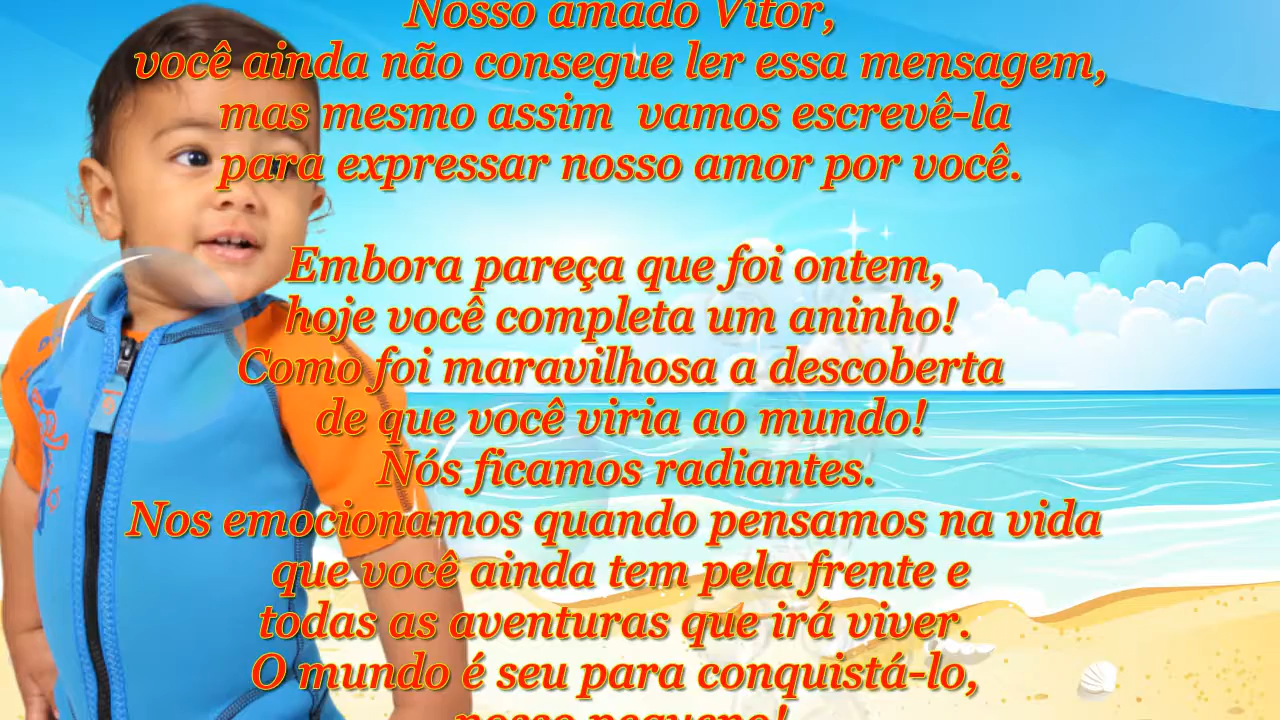 Nosso amado Vitor,
você ainda não consegue ler essa mensagem,
mas mesmo assim vamos escrevê-la
para expressar nosso amor por você.
Embora pareça que foi ontem,
hoje você completa um aninho!
Como foi maravilhosa a descoberta
de que você viria ao mundo!
Nós ficamos radiantes.
Nos emocionamos quando pensamos na vida
que você ainda tem pela frente e
todas as aventuras que irá viver.
O mundo é seu para conquistá-lo,
nosso pequeno!